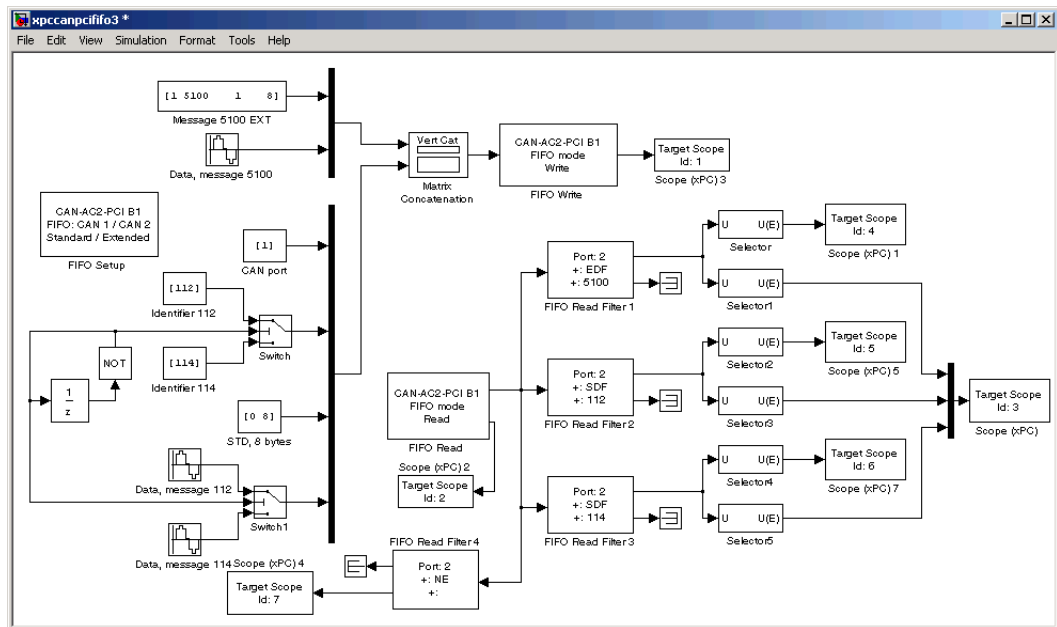 xpccanpcififo3 *
File Edit View Simulation Format Tools Help
[1 5100 1 8]
Message 5100 EXT
Data, message 5100
Vert Cat
Matrix
Concatenation
CAN-AC2-PCI B1
FIFO mode
Write
FIFO Write
Target Scope
Id: 1
Scope (xPC) 3
CAN-AC2-PCI B1
FIFO: CAN 1 / CAN 2
Standard / Extended
FIFO Setup
[1]
CAN port
[112]
Identifier 112
Switch
NOT
[114]
Identifier 114
1
z
[0 8]
STD, 8 bytes
Data, message 112
Switch1
Data, message 114
CAN-AC2-PCI B1
FIFO mode
Read
FIFO Read
Scope (xPC) 2
Target Scope
Id: 2
Port: 2
+: EDF
+: 5100
FIFO Read Filter1
U U(E)
Selector
Target Scope
Id: 4
Scope (xPC) 1
U U(E)
Selector1
Port: 2
+: SDF
+: 112
FIFO Read Filter2
U U(E)
Selector2
Target Scope
Id: 5
Scope (xPC) 5
U U(E)
Selector3
Target Scope
Id: 3
Scope (xPC)
Port: 2
+: SDF
+: 114
FIFO Read Filter3
U U(E)
Selector4
Target Scope
Id: 6
Scope (xPC) 7
U U(E)
Selector5
FIFO Read Filter4
Port: 2
+: NE
+:
Scope (xPC) 4
Target Scope
Id: 7